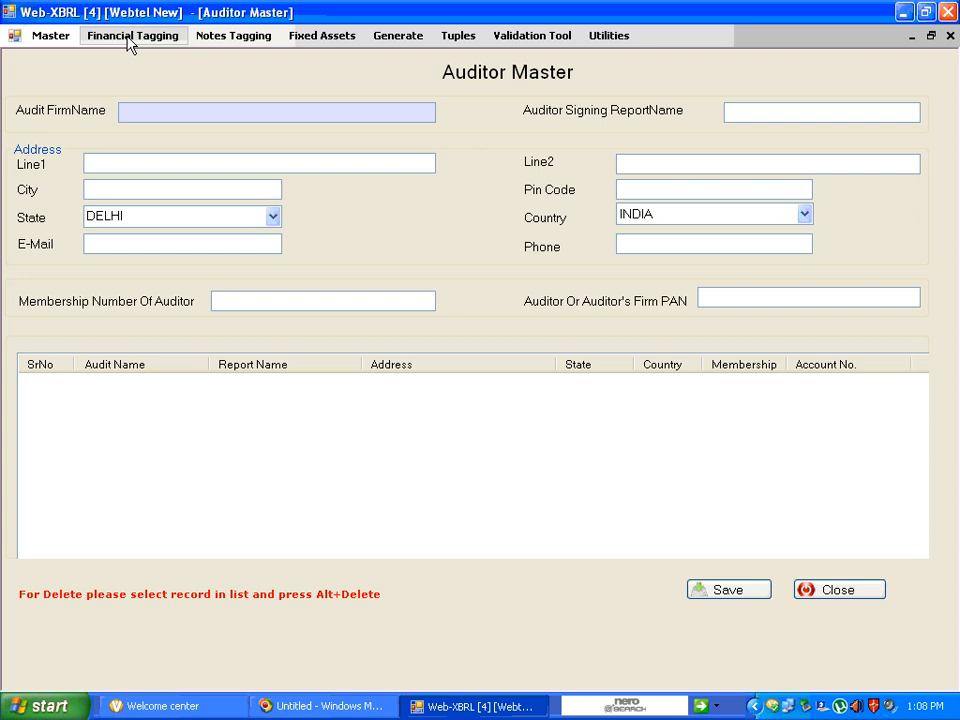 Web-XBRL [4] [Webtel New] - [Auditor Master]
Master Financial Tagging Notes Tagging Fixed Assets Generate Tuples Validation Tool Utilities
Auditor Master
Audit FirmName
Auditor Signing ReportName
Address
Line1
Line2
City
Pin Code
State DELHI
Country INDIA
E-Mail
Phone
Membership Number Of Auditor
Auditor Or Auditor's Firm PAN
SrNo Audit Name Report Name Address State Country Membership Account No.
For Delete please select record in list and press Alt+Delete
Save Close
start Welcome center Untitled - Windows M... Web-XBRL [4] [Webt... nero SEARCH 1:08 PM